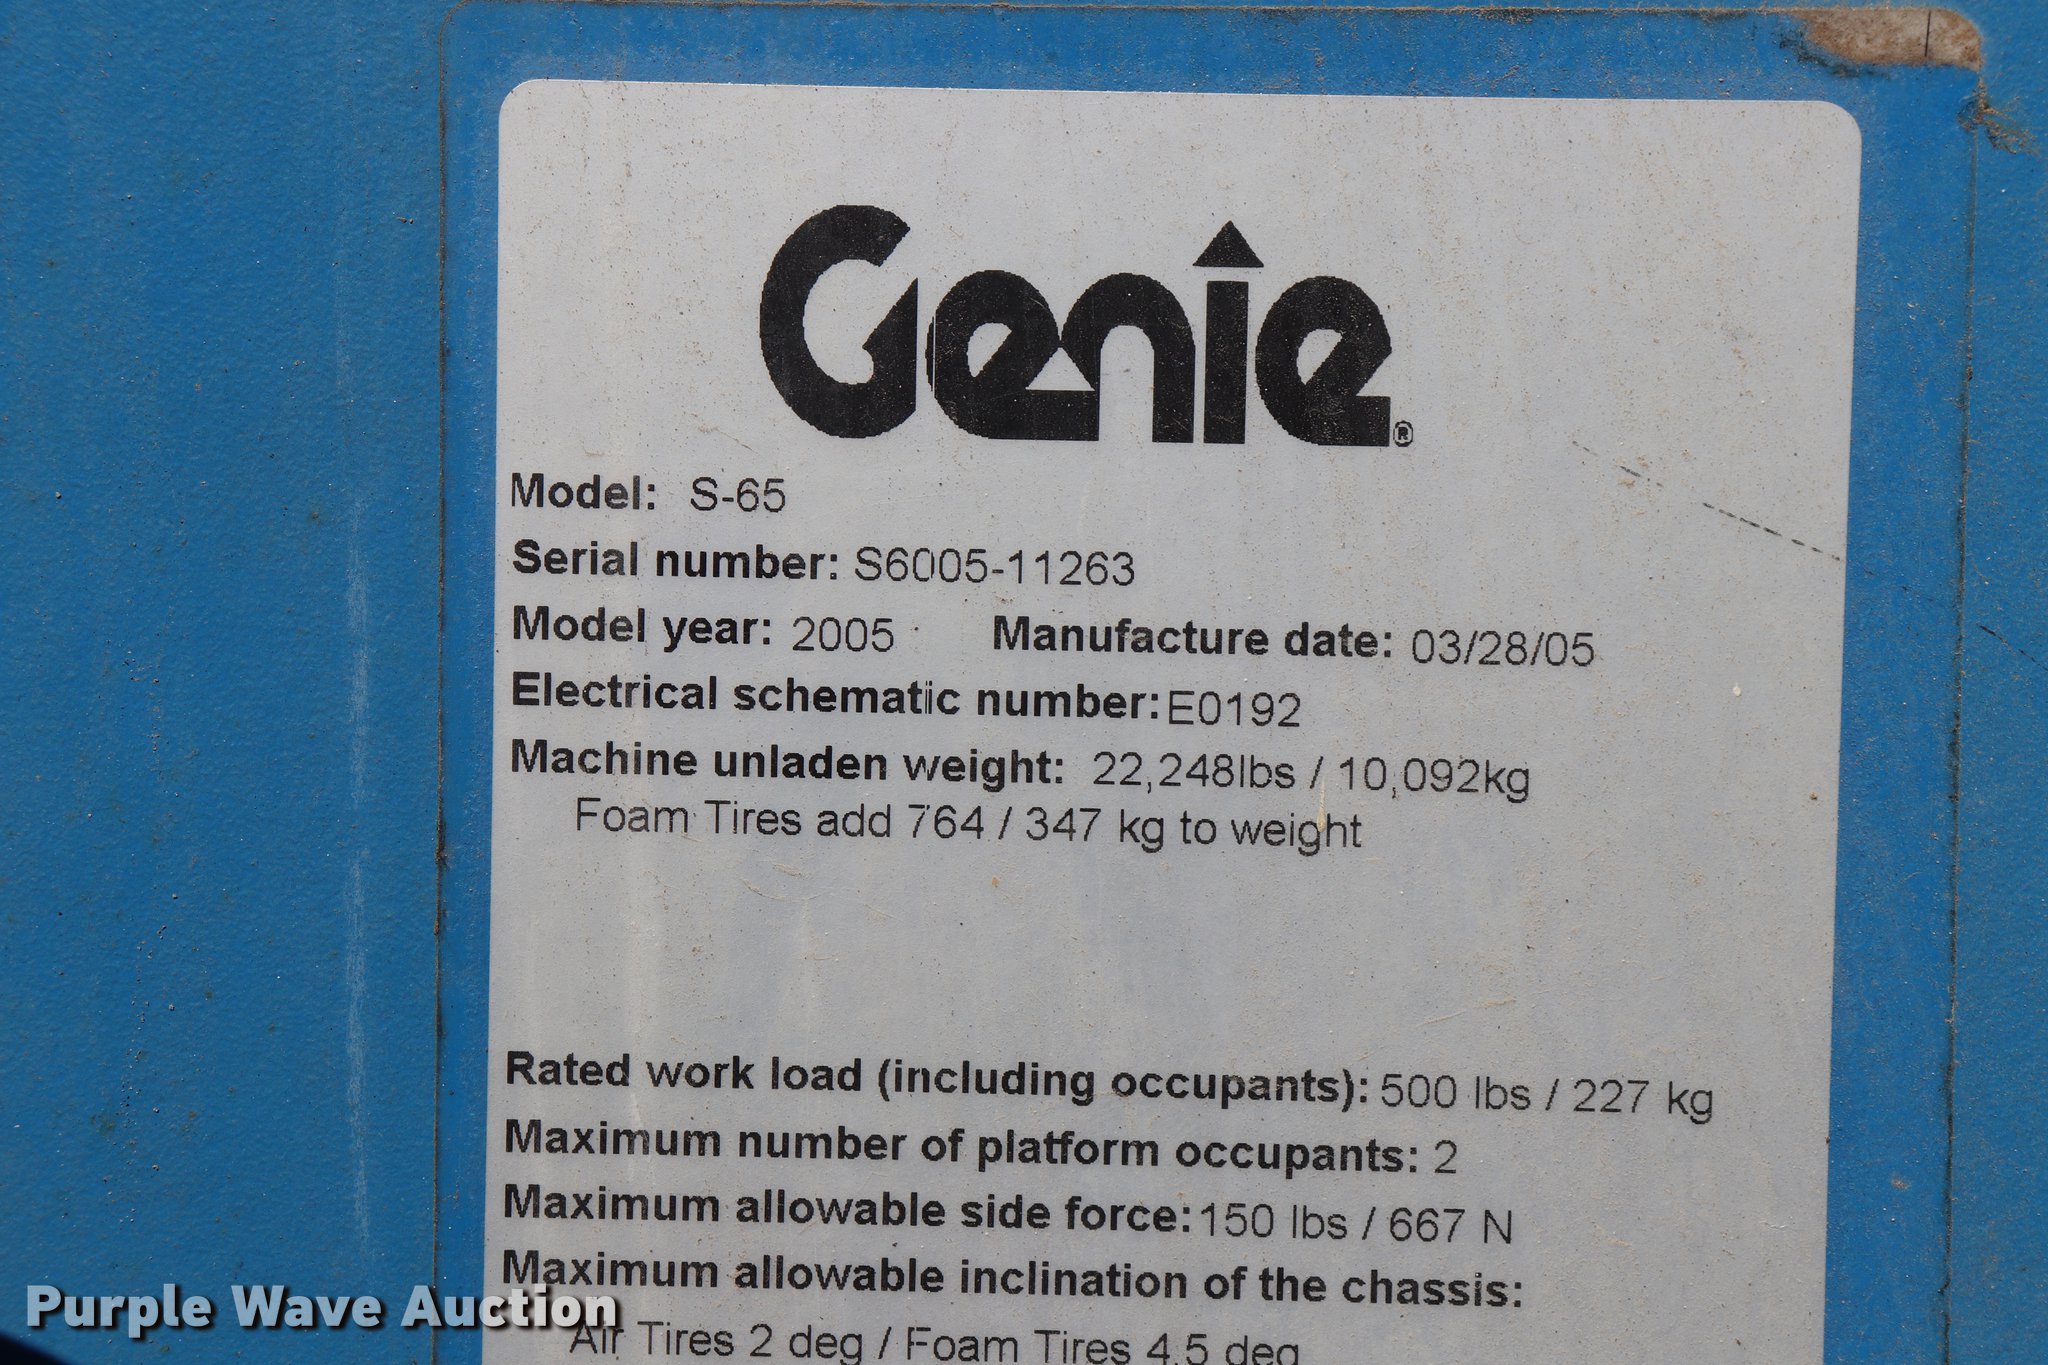 Genie®
Model: S-65
Serial number: S6005-11263
Model year: 2005 Manufacture date: 03/28/05
Electrical schematic number: E0192
Machine unladen weight: 22,248lbs / 10,092kg
Foam Tires add 764 / 347 kg to weight
Rated work load (including occupants): 500 lbs / 227 kg
Maximum number of platform occupants: 2
Maximum allowable side force: 150 lbs / 667 N
Maximum allowable inclination of the chassis:
Air Tires 2 deg / Foam Tires 4.5 deg
Purple Wave Auction